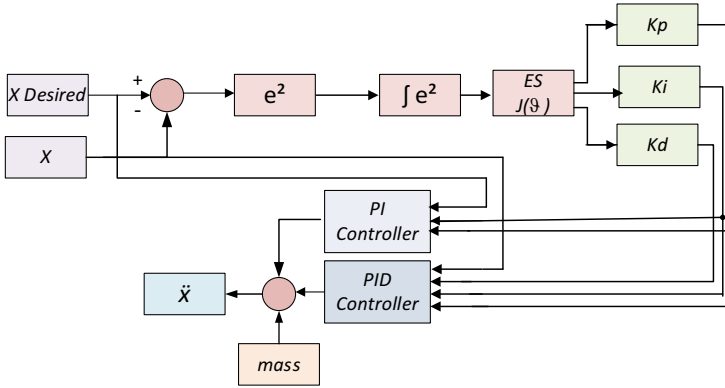 Kp
+
X Desired
-
e²
∫ e²
ES
J(ϑ )
Ki
Kd
X
PI
Controller
PID
Controller
ẍ
mass